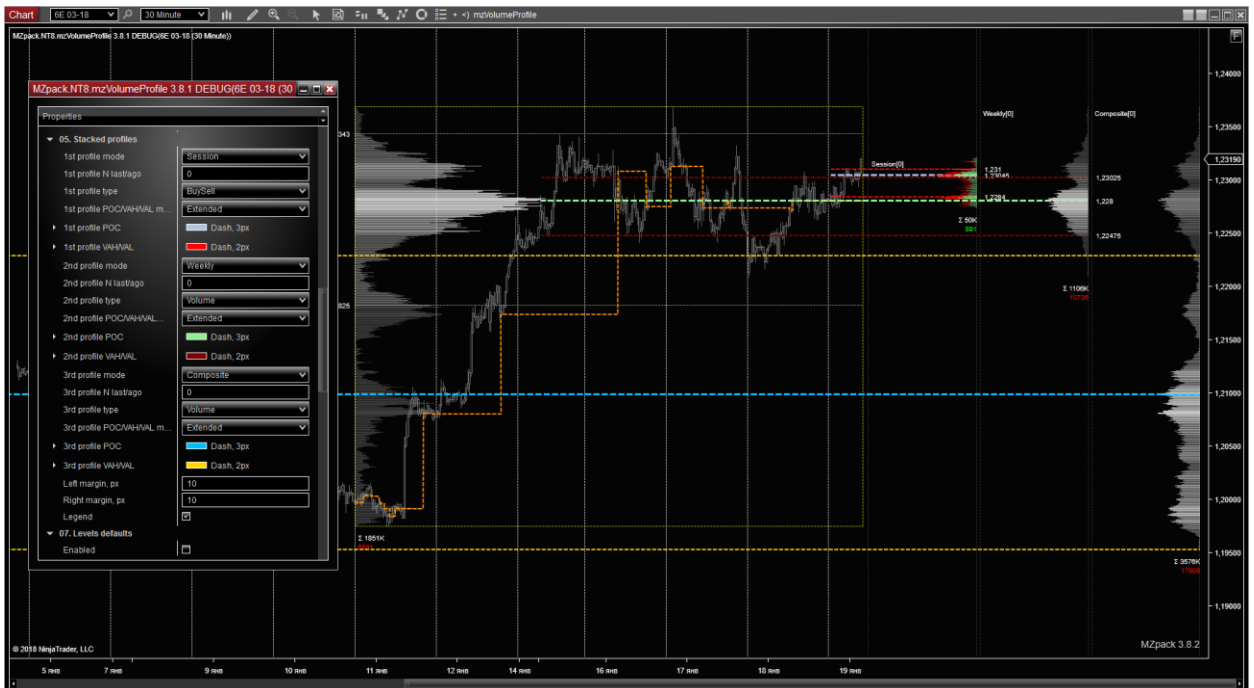 Chart 6E 03-18 30 Minute + <) mzVolumeProfile
MZpack.NT8.mzVolumeProfile 3.8.1 DEBUG(6E 03-18 (30 Minute))
F
MZpack.NT8.mzVolumeProfile 3.8.1 DEBUG(6E 03-18 (30
Properties
05. Stacked profiles
1st profile mode Session
1st profile N last/ago 0
1st profile type BuySell
1st profile POC/VAH/VAL m... Extended
1st profile POC Dash, 3px
1st profile VAH/VAL Dash, 2px
2nd profile mode Weekly
2nd profile N last/ago 0
2nd profile type Volume
2nd profile POC/VAH/VAL... Extended
2nd profile POC Dash, 3px
2nd profile VAH/VAL Dash, 2px
3rd profile mode Composite
3rd profile N last/ago 0
3rd profile type Volume
3rd profile POC/VAH/VAL m... Extended
3rd profile POC Dash, 3px
3rd profile VAH/VAL Dash, 2px
Left margin, px 10
Right margin, px 10
Legend
07. Levels defaults
Enabled
343
825
Σ 1851K
Session[0]
1,231
1,2284
Σ 50K
891
Weekly[0]
1,23025
1,228
1,22475
Σ 1106K
10736
Composite[0]
Σ 3576K
1,24000
1,23500
1,23190
1,23000
1,22500
1,22000
1,21500
1,21000
1,20500
1,20000
1,19500
1,19000
MZpack 3.8.2
© 2018 NinjaTrader, LLC
5 янв 7 янв 9 янв 10 янв 11 янв 12 янв 14 янв 16 янв 17 янв 18 янв 19 янв